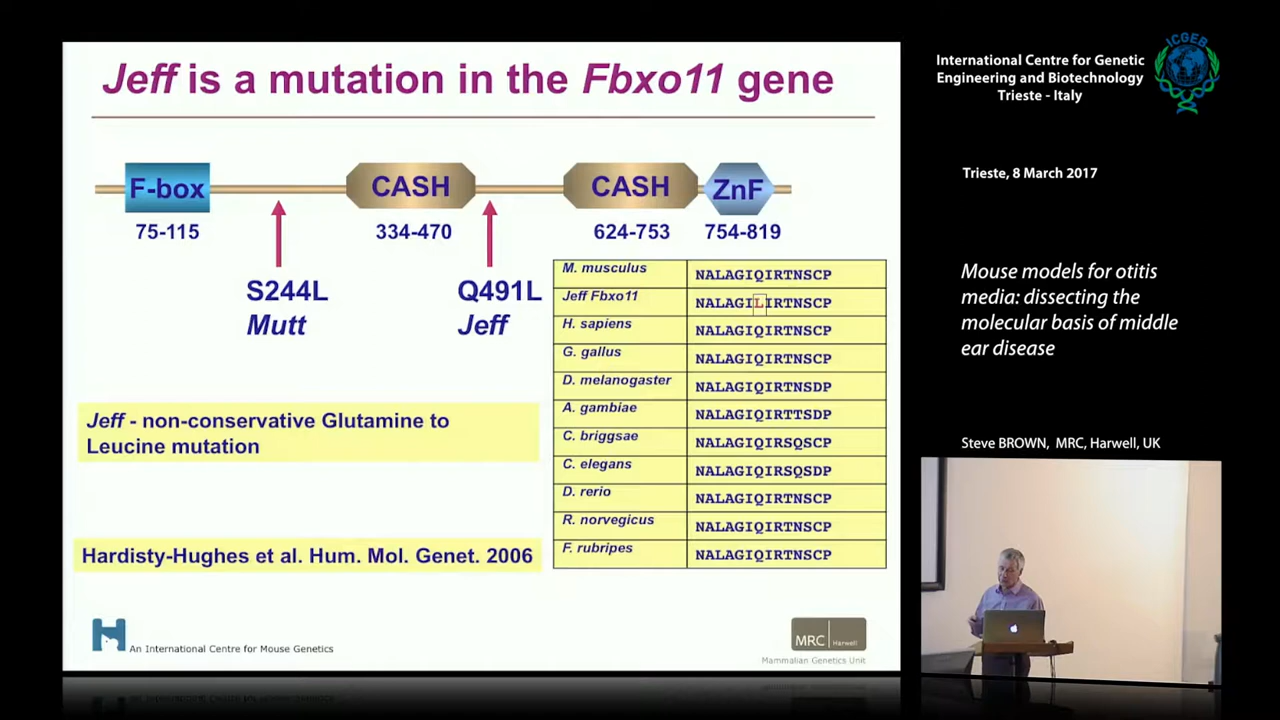 Jeff is a mutation in the Fbxo11 gene
F-box
CASH
CASH
ZnF
75-115
334-470
624-753
754-819
S244L
Mutt
Q491L
Jeff
M. musculus NALAGIQIRTNSCP
Jeff Fbxo11 NALAGILIRTNSCP
H. sapiens NALAGIQIRTNSCP
G. gallus NALAGIQIRTNSCP
D. melanogaster NALAGIQIRTNSDP
A. gambiae NALAGIQIRTTSDP
C. briggsae NALAGIQIRSQSCP
C. elegans NALAGIQIRSQSDP
D. rerio NALAGIQIRTNSCP
R. norvegicus NALAGIQIRTNSCP
F. rubripes NALAGIQIRTNSCP
Jeff - non-conservative Glutamine to
Leucine mutation
Hardisty-Hughes et al. Hum. Mol. Genet. 2006
An International Centre for Mouse Genetics
MRC Harwell
Mammalian Genetics Unit
International Centre for Genetic
Engineering and Biotechnology
Trieste - Italy
ICGEB
Trieste, 8 March 2017
Mouse models for otitis
media: dissecting the
molecular basis of middle
ear disease
Steve BROWN, MRC, Harwell, UK